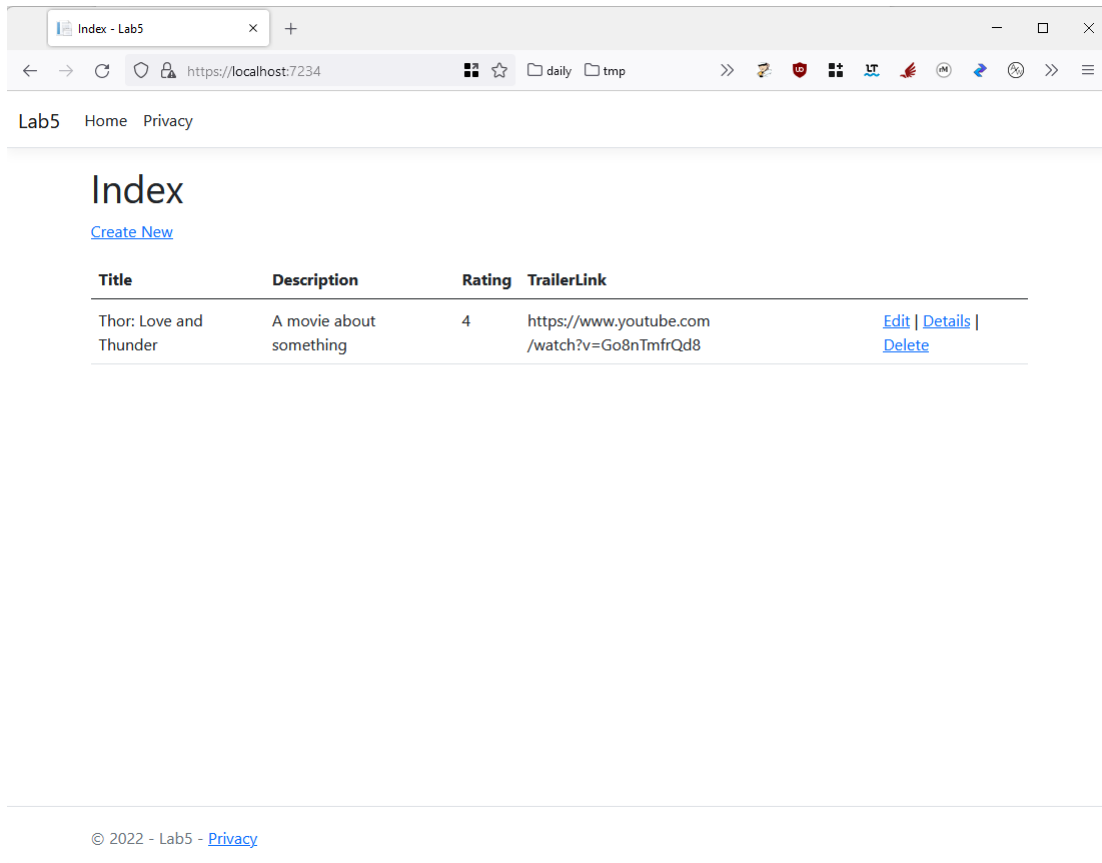 Index - Lab5
https://localhost:7234
daily tmp
Lab5 Home Privacy
Index
Create New
Title Description Rating TrailerLink
Thor: Love and A movie about 4 https://www.youtube.com Edit | Details |
Thunder something /watch?v=Go8nTmfrQd8 Delete
© 2022 - Lab5 - Privacy